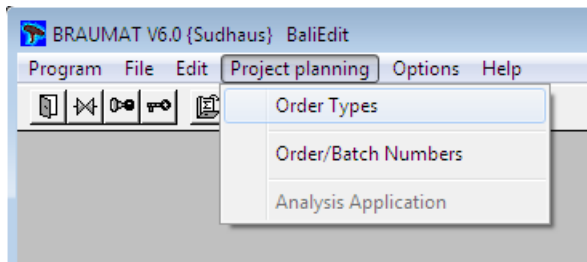 BRAUMAT V6.0 {Sudhaus} BaliEdit
Program File Edit Project planning Options Help
Order Types
Order/Batch Numbers
Analysis Application